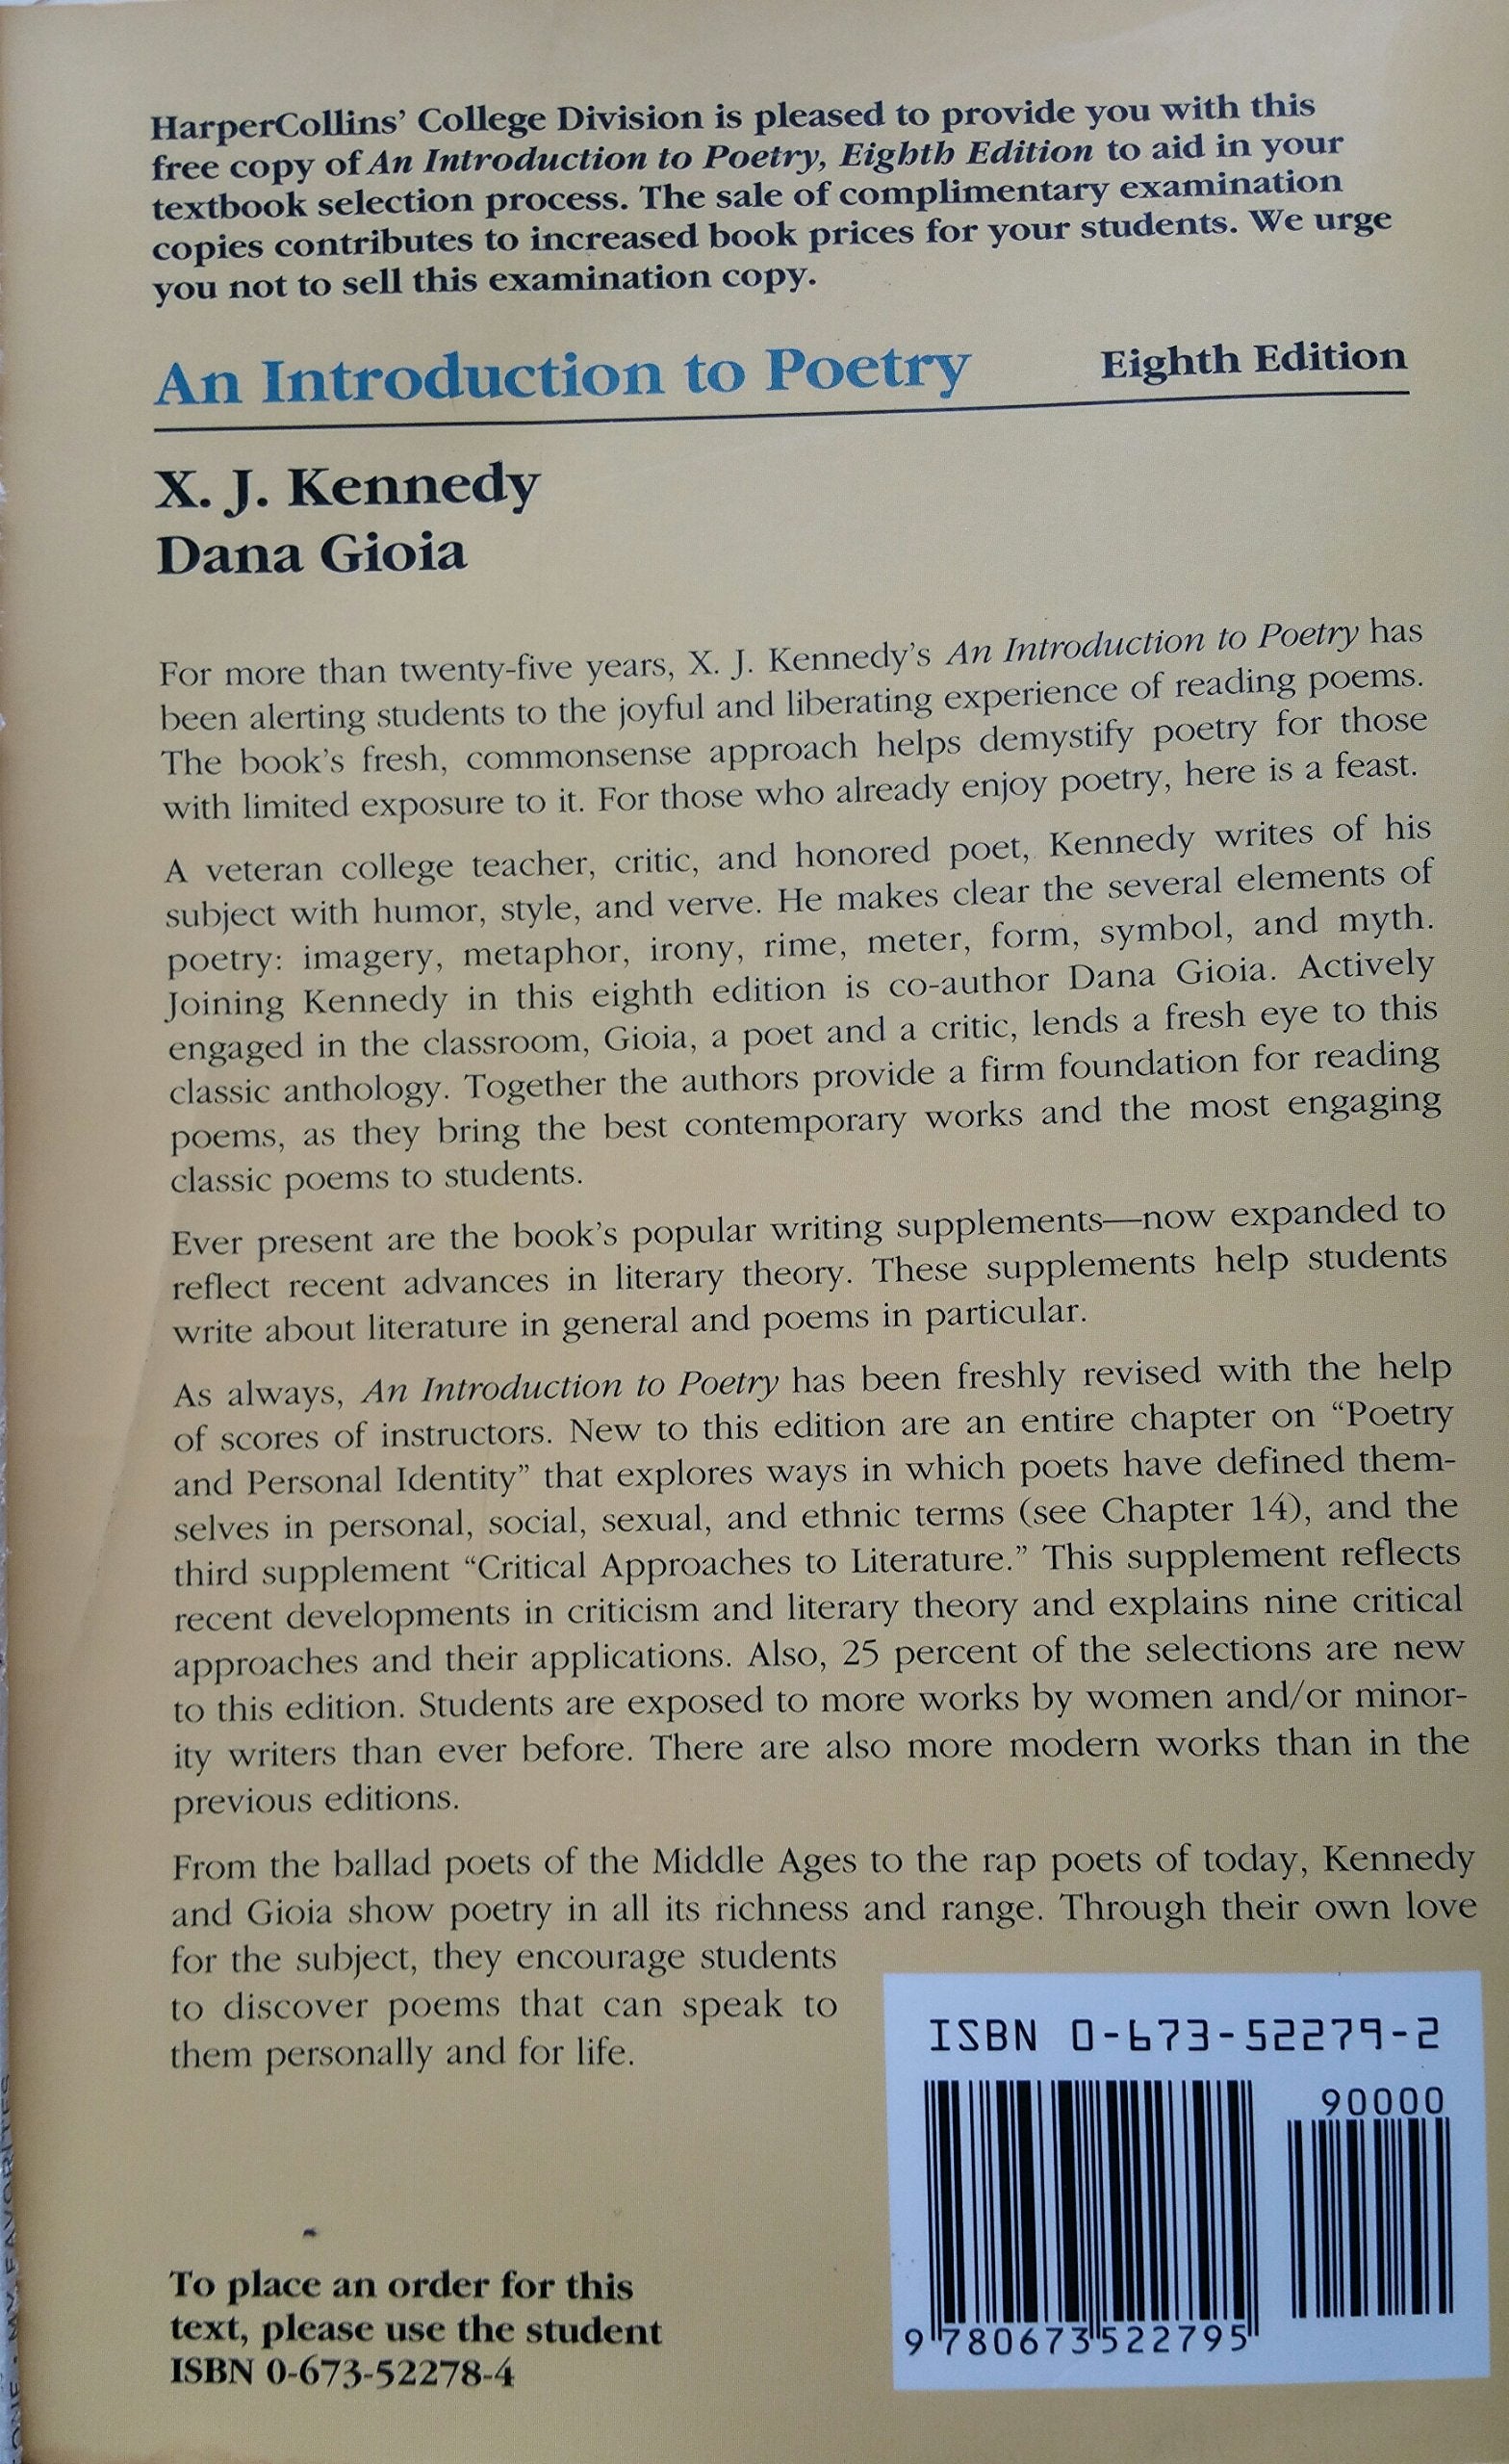 HarperCollins' College Division is pleased to provide you with this
free copy of An Introduction to Poetry, Eighth Edition to aid in your
textbook selection process. The sale of complimentary examination
copies contributes to increased book prices for your students. We urge
you not to sell this examination copy.
An Introduction to Poetry Eighth Edition
X. J. Kennedy
Dana Gioia
For more than twenty-five years, X. J. Kennedy's An Introduction to Poetry has
been alerting students to the joyful and liberating experience of reading poems.
The book's fresh, commonsense approach helps demystify poetry for those
with limited exposure to it. For those who already enjoy poetry, here is a feast.
A veteran college teacher, critic, and honored poet, Kennedy writes of his
subject with humor, style, and verve. He makes clear the several elements of
poetry: imagery, metaphor, irony, rime, meter, form, symbol, and myth.
Joining Kennedy in this eighth edition is co-author Dana Gioia. Actively
engaged in the classroom, Gioia, a poet and a critic, lends a fresh eye to this
classic anthology. Together the authors provide a firm foundation for reading
poems, as they bring the best contemporary works and the most engaging
classic poems to students.
Ever present are the book's popular writing supplements—now expanded to
reflect recent advances in literary theory. These supplements help students
write about literature in general and poems in particular.
As always, An Introduction to Poetry has been freshly revised with the help
of scores of instructors. New to this edition are an entire chapter on "Poetry
and Personal Identity" that explores ways in which poets have defined them-
selves in personal, social, sexual, and ethnic terms (see Chapter 14), and the
third supplement "Critical Approaches to Literature." This supplement reflects
recent developments in criticism and literary theory and explains nine critical
approaches and their applications. Also, 25 percent of the selections are new
to this edition. Students are exposed to more works by women and/or minor-
ity writers than ever before. There are also more modern works than in the
previous editions.
From the ballad poets of the Middle Ages to the rap poets of today, Kennedy
and Gioia show poetry in all its richness and range. Through their own love
for the subject, they encourage students
to discover poems that can speak to
them personally and for life.
ISBN 0-673-52279-2
90000
9 780673 522795
To place an order for this
text, please use the student
ISBN 0-673-52278-4